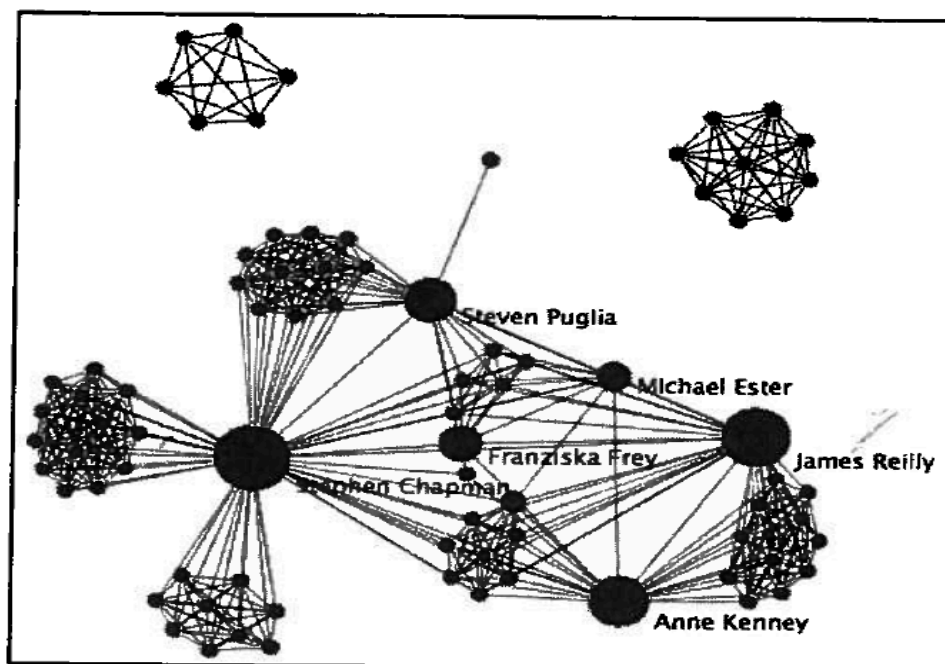 Steven Puglia
Michael Ester
Franziska Frey
James Reilly
Stephen Chapman
Anne Kenney